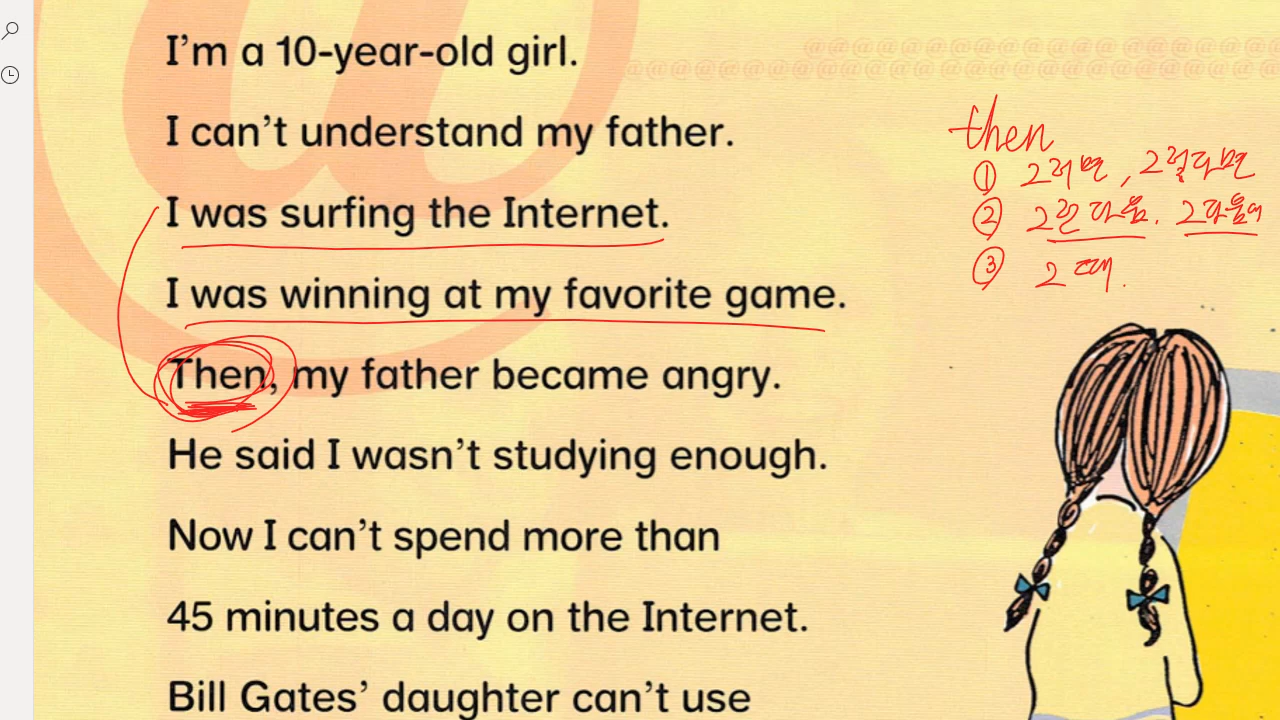 I'm a 10-year-old girl.
I can't understand my father.
I was surfing the Internet.
I was winning at my favorite game.
Then, my father became angry.
He said I wasn't studying enough.
Now I can't spend more than
45 minutes a day on the Internet.
Bill Gates' daughter can't use
then
① 그러면, 그렇다면
② 그런 다음. 그 다음에
③ 그 때.
@@@@@@@@@@@@@@@@@@@@
@@@@@@@@@@@@@@@@@@@@@@@@@@@